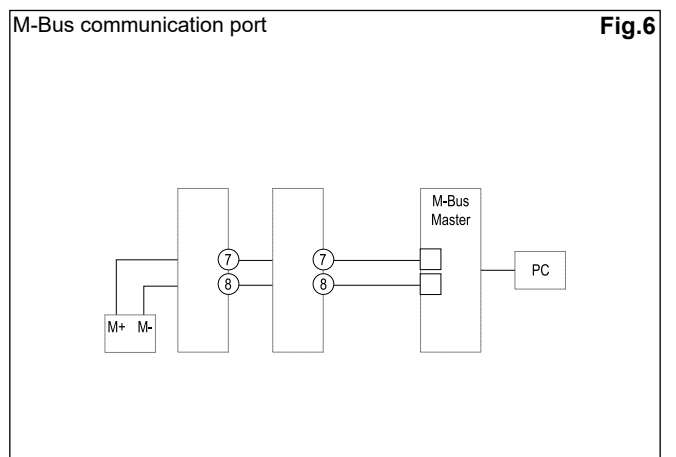 M-Bus communication port
Fig.6
M-Bus
Master
7
7
PC
8
8
M+ M-